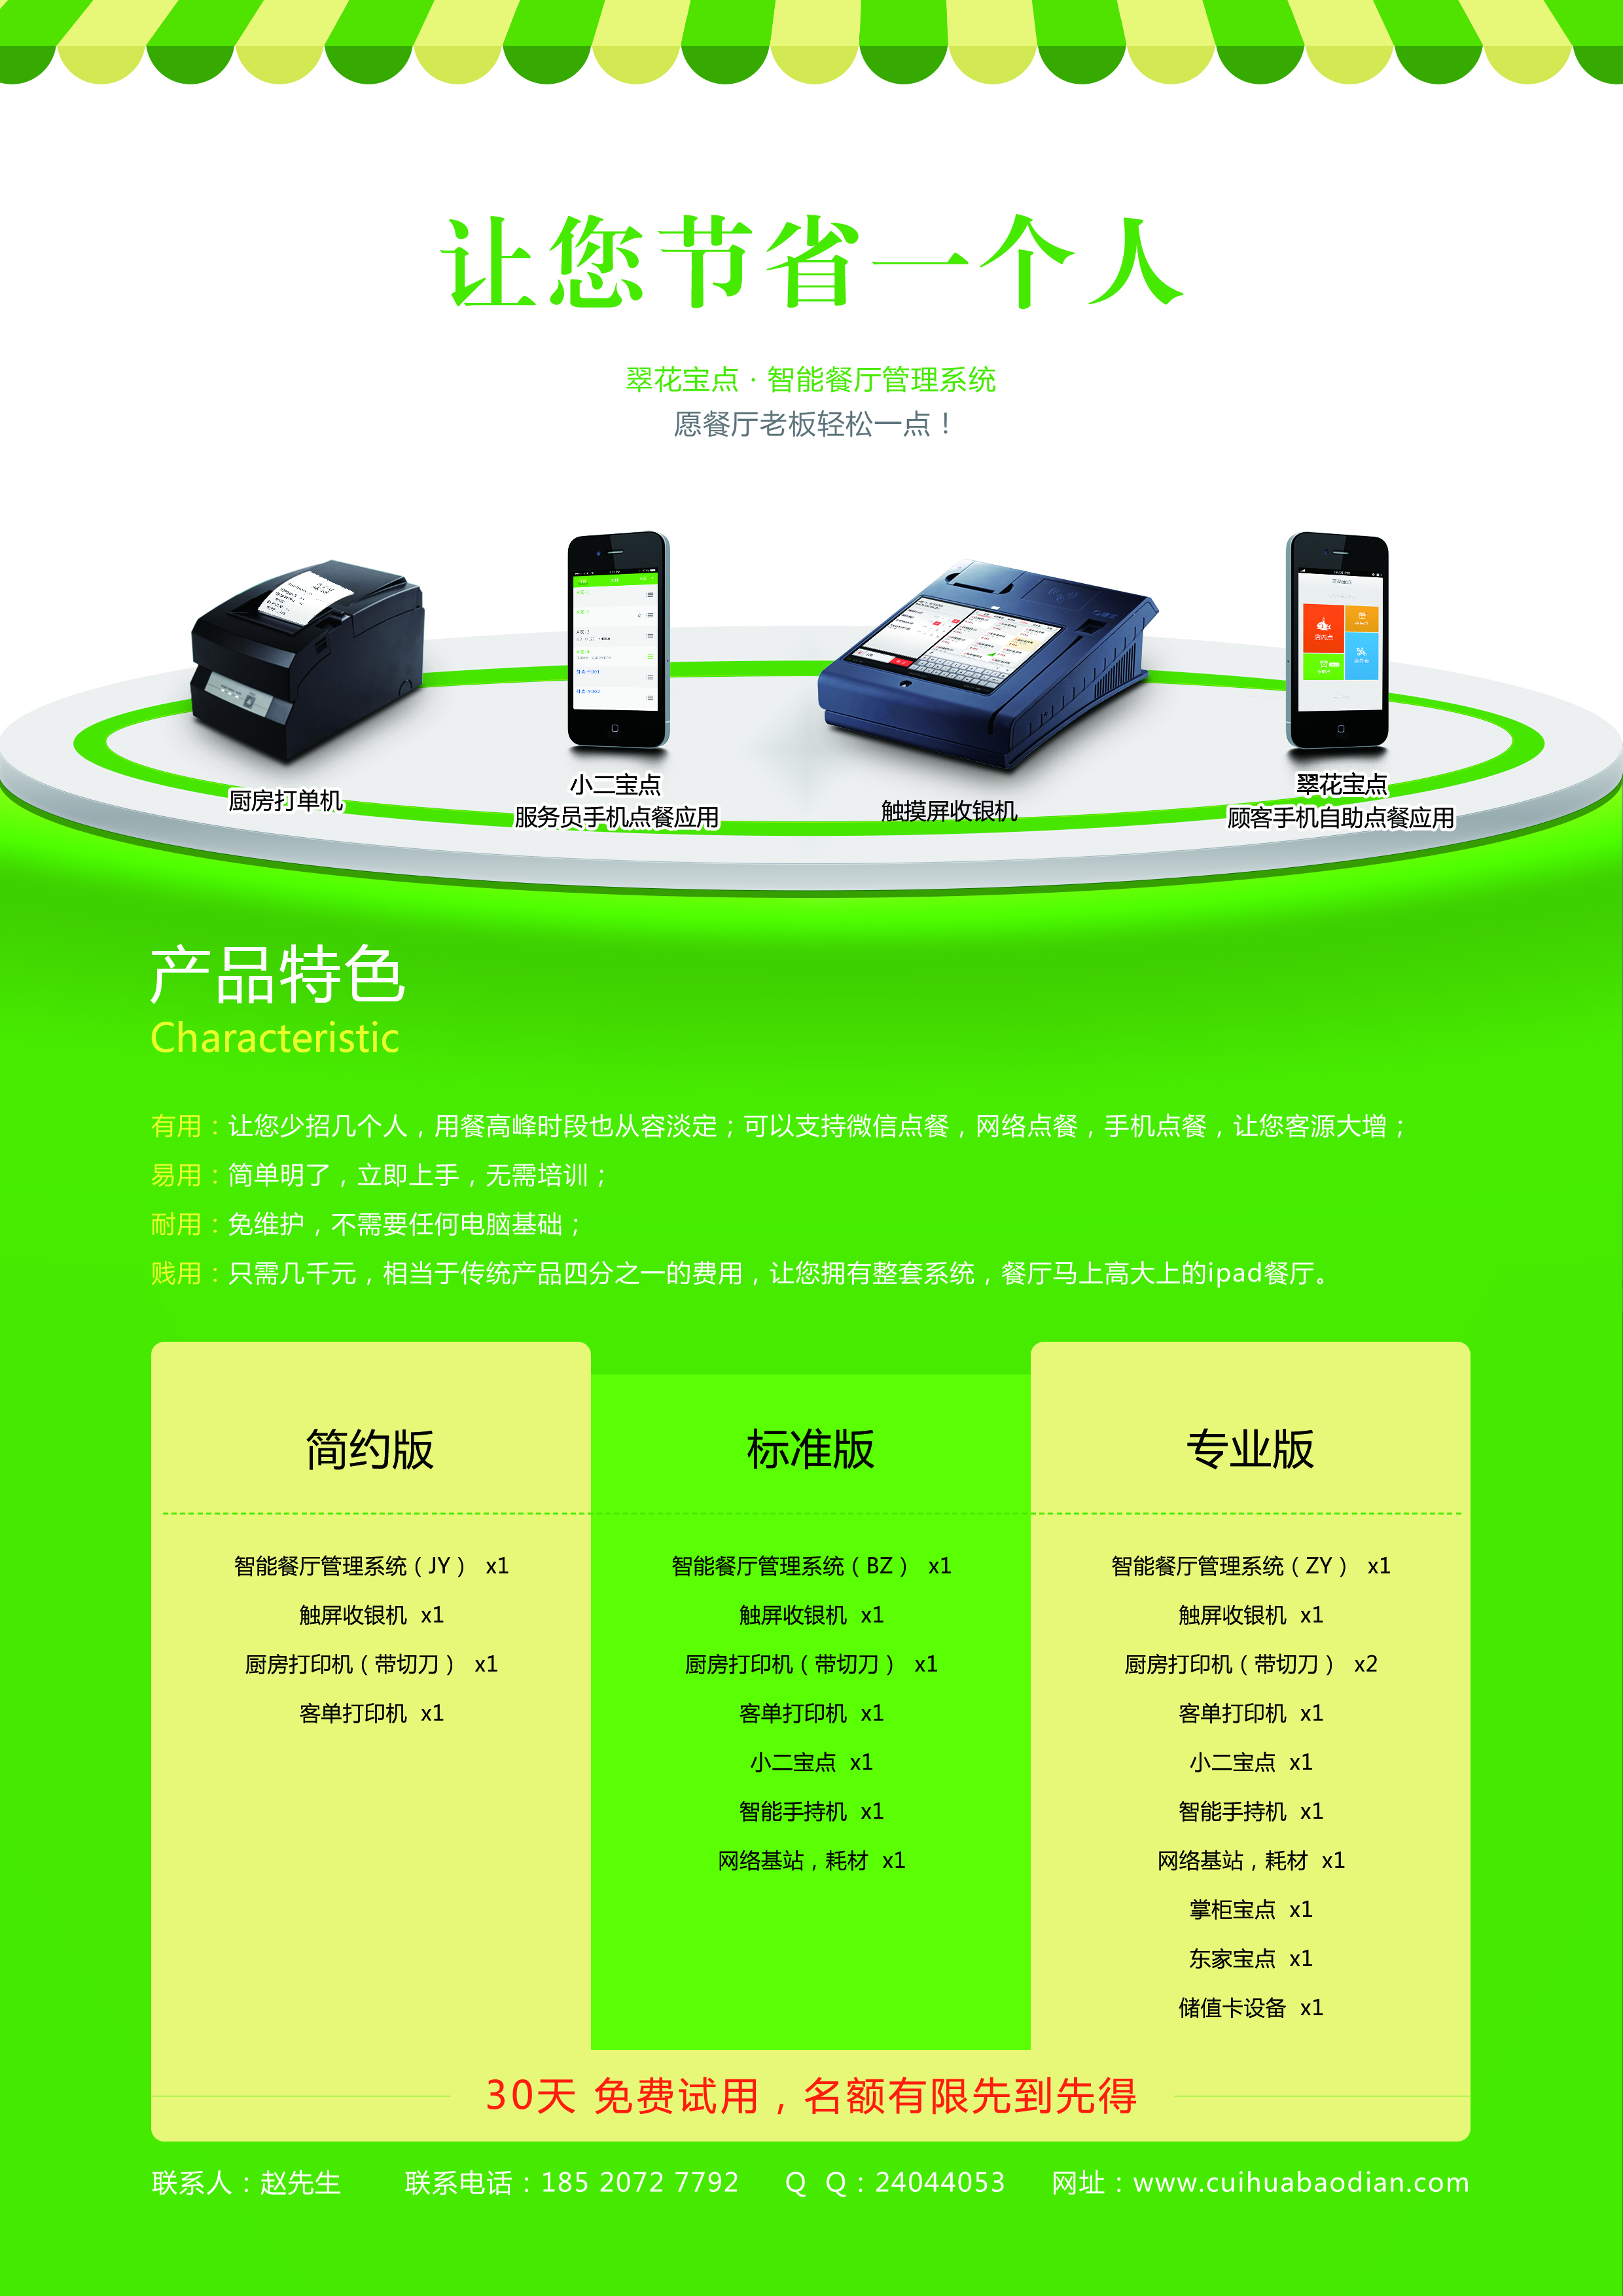 让您节省一个人
翠花宝点·智能餐厅管理系统
愿餐厅老板轻松一点！
厨房打单机
小二宝点
服务员手机点餐应用
触摸屏收银机
翠花宝点
顾客手机自助点餐应用
产品特色
Characteristic
有用：让您少招几个人，用餐高峰时段也从容淡定；可以支持微信点餐，网络点餐，手机点餐，让您客源大增；
易用：简单明了，立即上手，无需培训；
耐用：免维护，不需要任何电脑基础；
贱用：只需几千元，相当于传统产品四分之一的费用，让您拥有整套系统，餐厅马上高大上的ipad餐厅。
简约版
智能餐厅管理系统（JY） x1
触屏收银机 x1
厨房打印机（带切刀） x1
客单打印机 x1
标准版
智能餐厅管理系统（BZ） x1
触屏收银机 x1
厨房打印机（带切刀） x1
客单打印机 x1
小二宝点 x1
智能手持机 x1
网络基站，耗材 x1
专业版
智能餐厅管理系统（ZY） x1
触屏收银机 x1
厨房打印机（带切刀） x2
客单打印机 x1
小二宝点 x1
智能手持机 x1
网络基站，耗材 x1
掌柜宝点 x1
东家宝点 x1
储值卡设备 x1
30天 免费试用，名额有限先到先得
联系人：赵先生 联系电话：185 2072 7792 Q Q：24044053 网址：www.cuihuabaodian.com